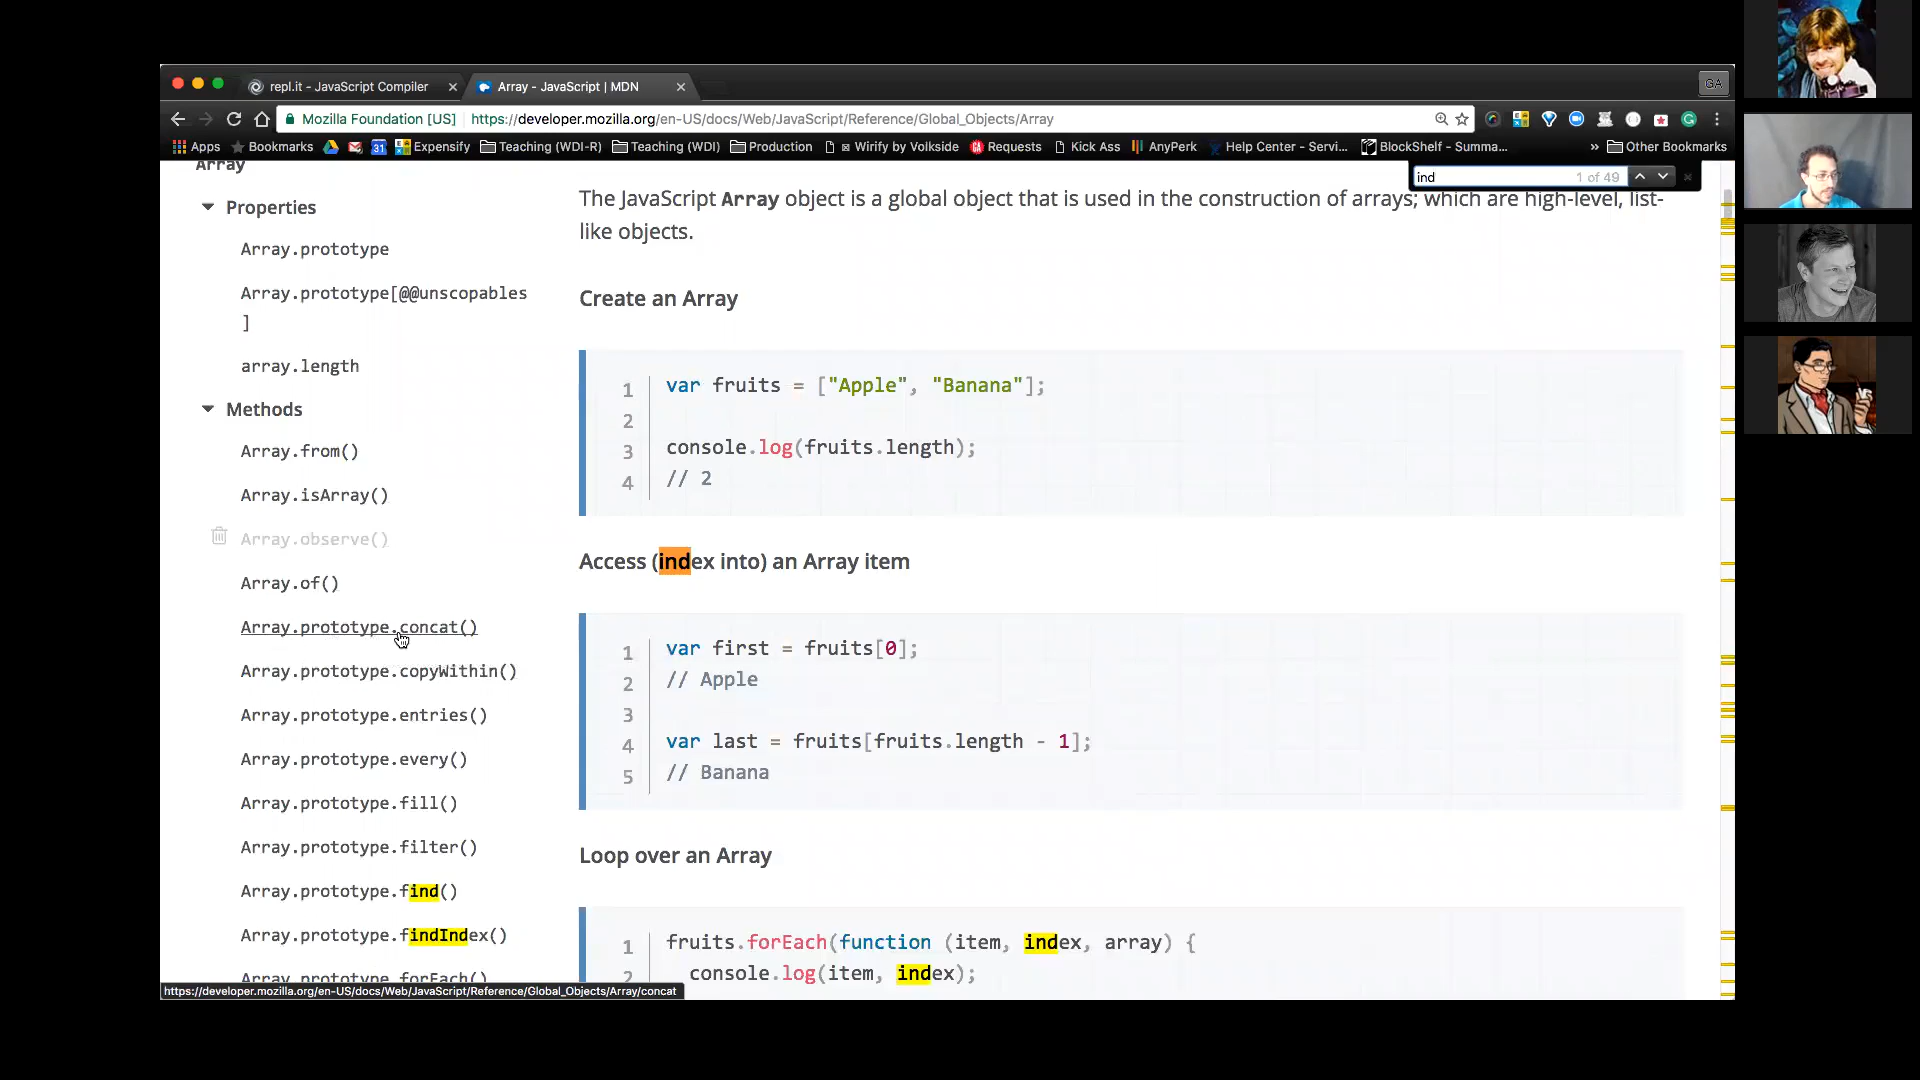 repl.it - JavaScript Compiler
Array - JavaScript | MDN
GA
Mozilla Foundation [US]
https://developer.mozilla.org/en-US/docs/Web/JavaScript/Reference/Global_Objects/Array
Apps
Bookmarks
31
Expensify
Teaching (WDI-R)
Teaching (WDI)
Production
Wirify by Volkside
Requests
Kick Ass
AnyPerk
Help Center - Servi...
BlockShelf - Summa...
»
Other Bookmarks
ind
1 of 49
Array
Properties
Array.prototype
Array.prototype[@@unscopables
]
array.length
Methods
Array.from()
Array.isArray()
Array.observe()
Array.of()
Array.prototype.concat()
Array.prototype.copyWithin()
Array.prototype.entries()
Array.prototype.every()
Array.prototype.fill()
Array.prototype.filter()
Array.prototype.find()
Array.prototype.findIndex()
Array.prototype.forEach()
https://developer.mozilla.org/en-US/docs/Web/JavaScript/Reference/Global_Objects/Array/concat
The JavaScript Array object is a global object that is used in the construction of arrays; which are high-level, list-
like objects.
Create an Array
1 var fruits = ["Apple", "Banana"];
2
3 console.log(fruits.length);
4 // 2
Access (index into) an Array item
1 var first = fruits[0];
2 // Apple
3
4 var last = fruits[fruits.length - 1];
5 // Banana
Loop over an Array
1 fruits.forEach(function (item, index, array) {
2 console.log(item, index);